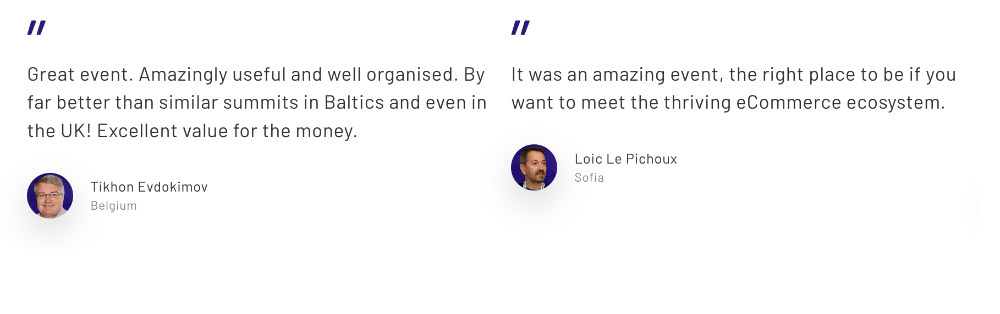 Great event. Amazingly useful and well organised. By
far better than similar summits in Baltics and even in
the UK! Excellent value for the money.
Tikhon Evdokimov
Belgium
It was an amazing event, the right place to be if you
want to meet the thriving eCommerce ecosystem.
Loic Le Pichoux
Sofia